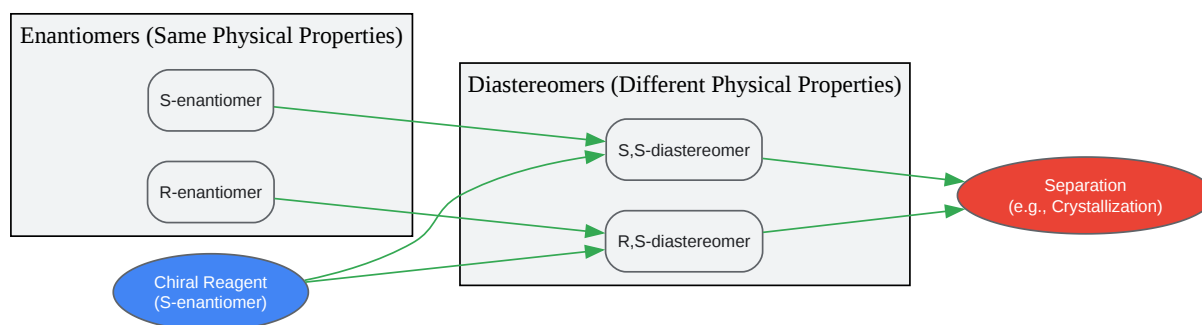 Enantiomers (Same Physical Properties)
S-enantiomer
R-enantiomer
Chiral Reagent
(S-enantiomer)
Diastereomers (Different Physical Properties)
S,S-diastereomer
R,S-diastereomer
Separation
(e.g., Crystallization)